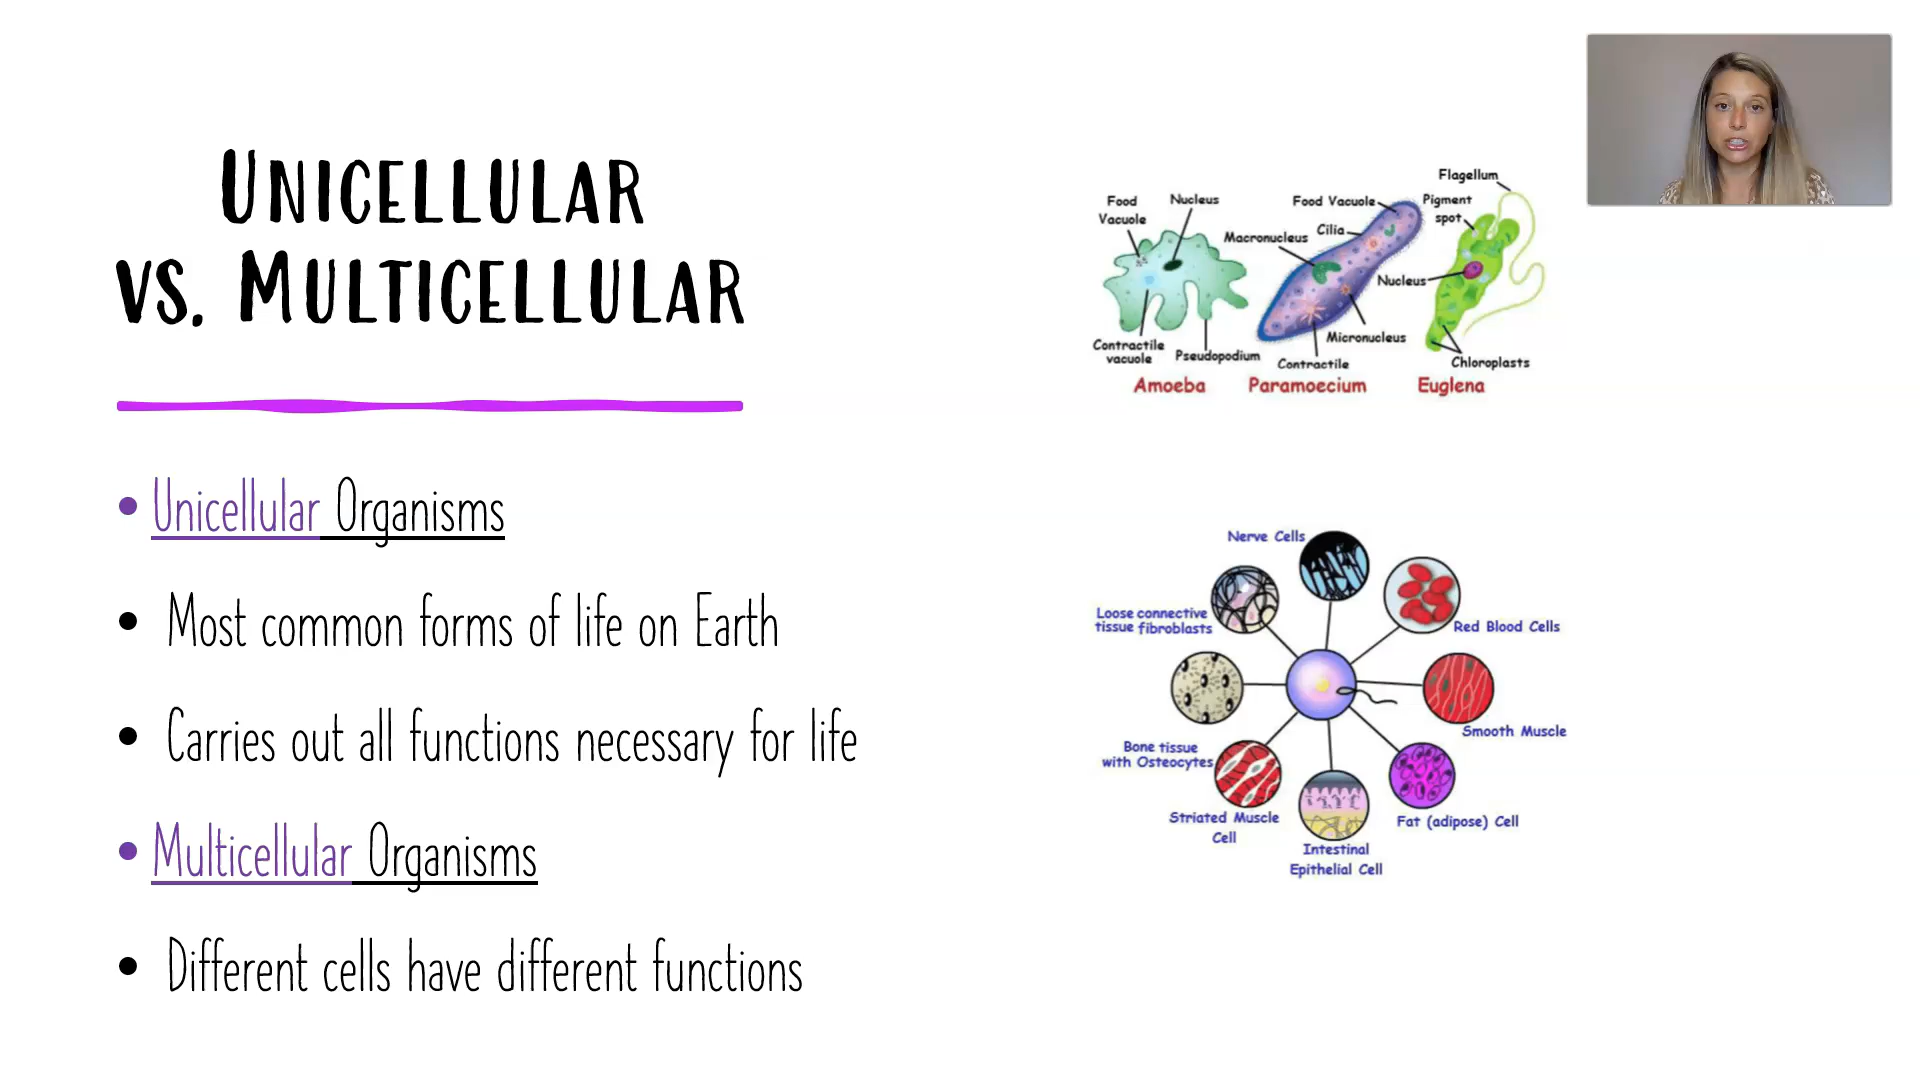 UNICELLULAR
VS. MULTICELLULAR
• Unicellular Organisms
• Most common forms of life on Earth
• Carries out all functions necessary for life
• Multicellular Organisms
• Different cells have different functions
Food
Vacuole
Nucleus
Contractile
vacuole
Pseudopodium
Amoeba
Food Vacuole
Cilia
Macronucleus
Micronucleus
Contractile
Paramoecium
Flagellum
Pigment
spot
Nucleus
Chloroplasts
Euglena
Nerve Cells
Red Blood Cells
Loose connective
tissue fibroblasts
Smooth Muscle
Bone tissue
with Osteocytes
Striated Muscle
Cell
Intestinal
Epithelial Cell
Fat (adipose) Cell